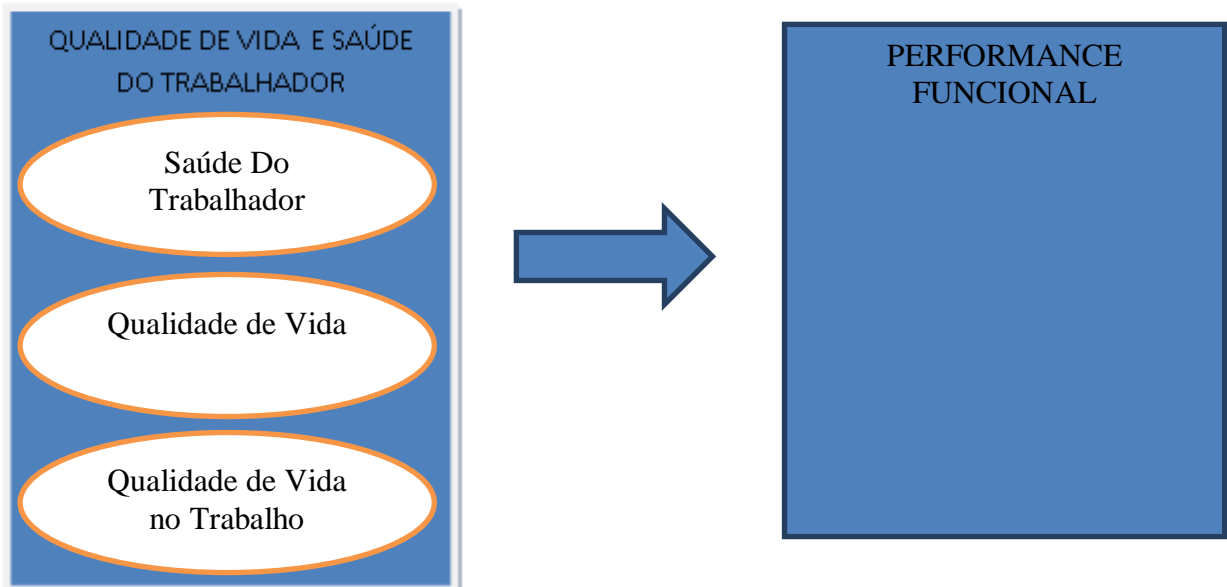 QUALIDADE DE VIDA E SAÚDE
DO TRABALHADOR
Saúde Do
Trabalhador
Qualidade de Vida
Qualidade de Vida
no Trabalho
PERFORMANCE
FUNCIONAL